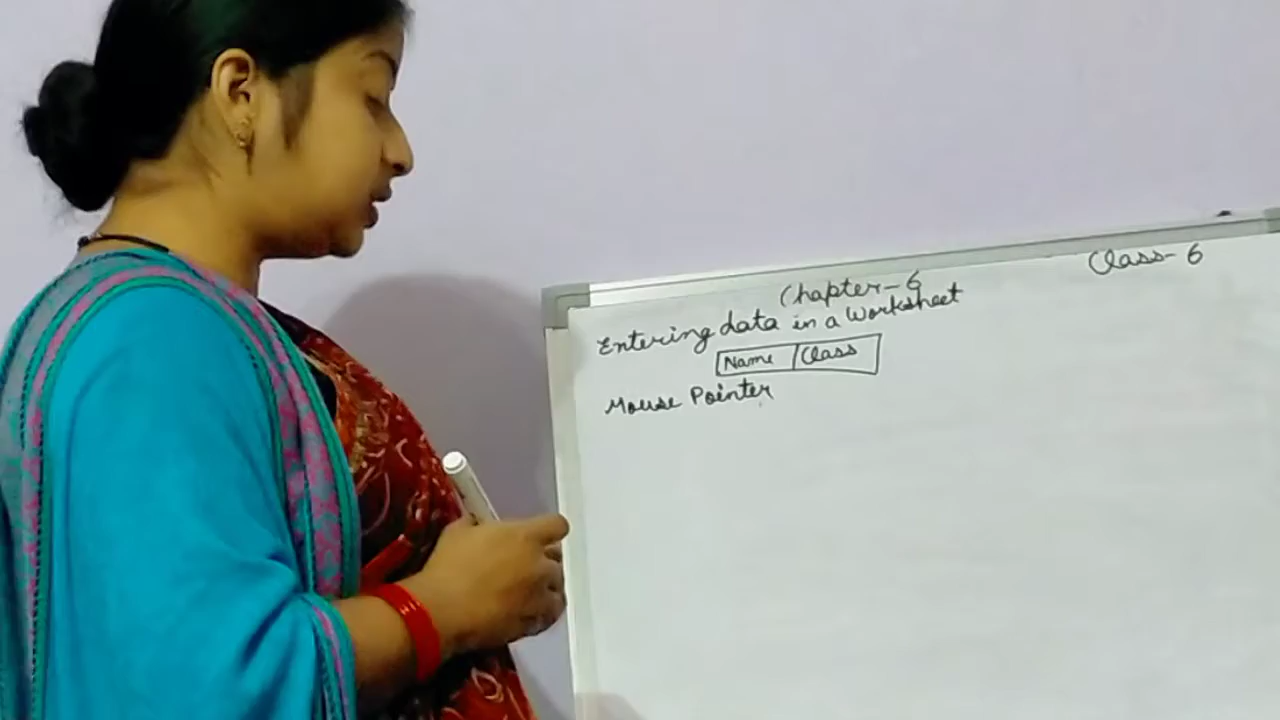 Class- 6
Chapter- 6
Entering data in a Worksheet
Name Class
Mouse Pointer